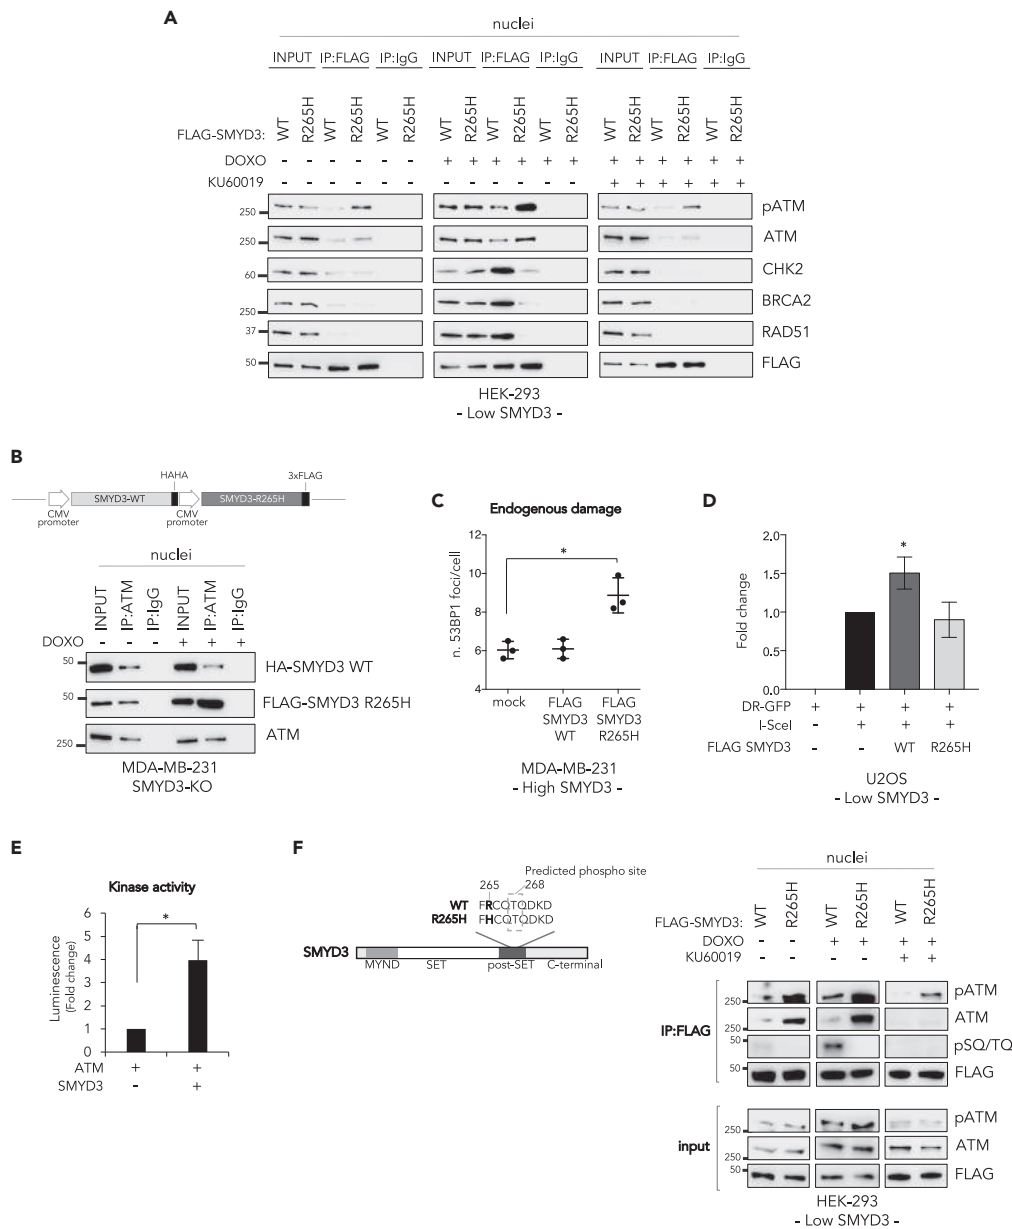 A
nuclei
INPUT IP:FLAG IP:IgG INPUT IP:FLAG IP:IgG INPUT IP:FLAG IP:IgG
FLAG-SMYD3: WT R265H WT R265H WT R265H WT R265H WT R265H WT R265H WT R265H WT R265H WT R265H
DOXO - - - - - - + + + + + + + + + + + +
KU60019 - - - - - - - - - - - - + + + + + +
250 pATM
250 ATM
60 CHK2
250 BRCA2
37 RAD51
50 FLAG
HEK-293
- Low SMYD3 -
B
HAHA 3xFLAG
SMYD3-WT SMYD3-R265H
CMV promoter CMV promoter
nuclei
INPUT IP:ATM IP:IgG INPUT IP:ATM IP:IgG
DOXO - - - + + +
50 HA-SMYD3 WT
50 FLAG-SMYD3 R265H
250 ATM
MDA-MB-231
SMYD3-KO
C
Endogenous damage
n. 53BP1 foci/cell
12
10
8
6
4
*
mock FLAG SMYD3 WT FLAG SMYD3 R265H
MDA-MB-231
- High SMYD3 -
D
Fold change
2.0
1.5
1.0
0.5
0.0
*
DR-GFP + + + +
I-SceI - + + +
FLAG SMYD3 - - WT R265H
U2OS
- Low SMYD3 -
E
Kinase activity
Luminescence
(Fold change)
6
5
4
3
2
1
0
*
ATM + +
SMYD3 - +
F
Predicted phospho site
265 268
WT FRCQTQDKD
R265H FHCQTQDKD
SMYD3
MYND SET post-SET C-terminal
nuclei
FLAG-SMYD3: WT R265H WT R265H WT R265H
DOXO - - + + + +
KU60019 - - - - + +
IP:FLAG
250 pATM
250 ATM
50 pSQ/TQ
50 FLAG
input
250 pATM
250 ATM
50 FLAG
HEK-293
- Low SMYD3 -